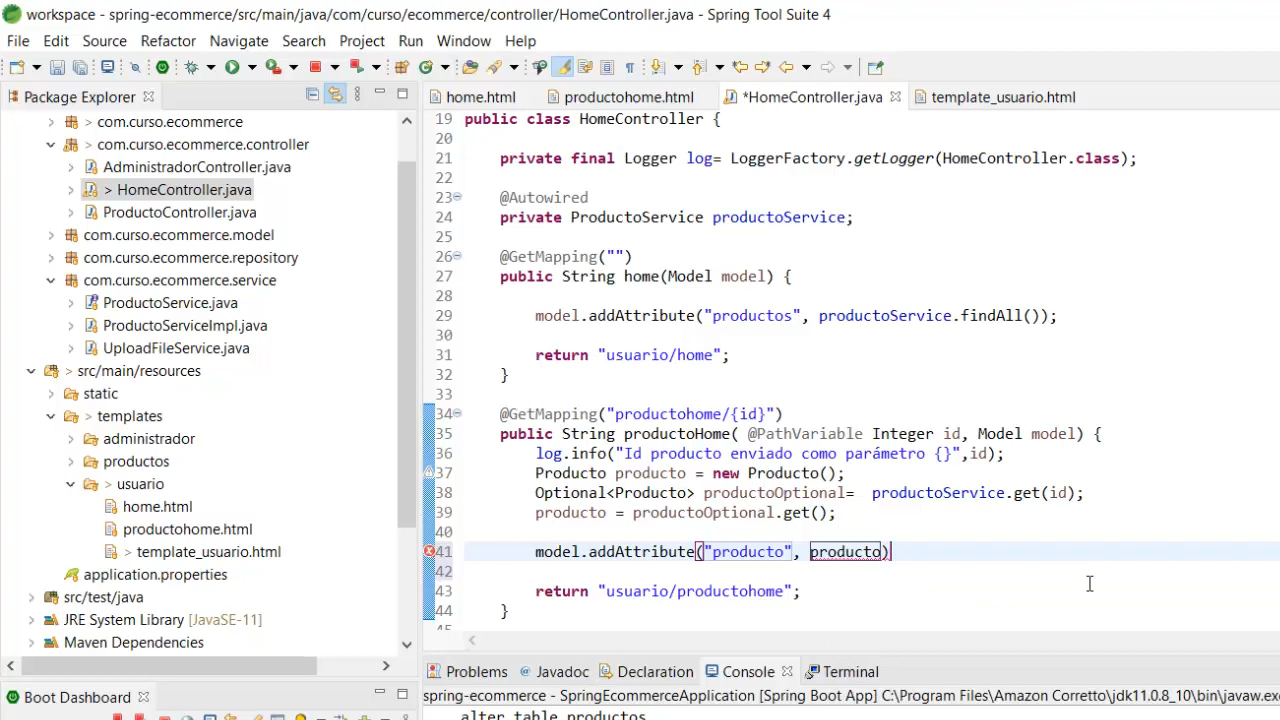 workspace - spring-ecommerce/src/main/java/com/curso/ecommerce/controller/HomeController.java - Spring Tool Suite 4
File Edit Source Refactor Navigate Search Project Run Window Help
Package Explorer
> com.curso.ecommerce
> com.curso.ecommerce.controller
AdministradorController.java
> HomeController.java
ProductoController.java
com.curso.ecommerce.model
com.curso.ecommerce.repository
com.curso.ecommerce.service
ProductoService.java
ProductoServiceImpl.java
UploadFileService.java
> src/main/resources
static
> templates
administrador
productos
> usuario
home.html
productohome.html
> template_usuario.html
application.properties
src/test/java
JRE System Library [JavaSE-11]
Maven Dependencies
Boot Dashboard
home.html productohome.html *HomeController.java template_usuario.html
19 public class HomeController {
20
21 private final Logger log= LoggerFactory.getLogger(HomeController.class);
22
23 @Autowired
24 private ProductoService productoService;
25
26 @GetMapping("")
27 public String home(Model model) {
28
29 model.addAttribute("productos", productoService.findAll());
30
31 return "usuario/home";
32 }
33
34 @GetMapping("productohome/{id}")
35 public String productoHome( @PathVariable Integer id, Model model) {
36 log.info("Id producto enviado como parámetro {}",id);
37 Producto producto = new Producto();
38 Optional<Producto> productoOptional= productoService.get(id);
39 producto = productoOptional.get();
40
41 model.addAttribute("producto", producto)
42
43 return "usuario/productohome";
44 }
45
Problems @ Javadoc Declaration Console Terminal
spring-ecommerce - SpringEcommerceApplication [Spring Boot App] C:\Program Files\Amazon Corretto\jdk11.0.8_10\bin\javaw.exe
alter table productos